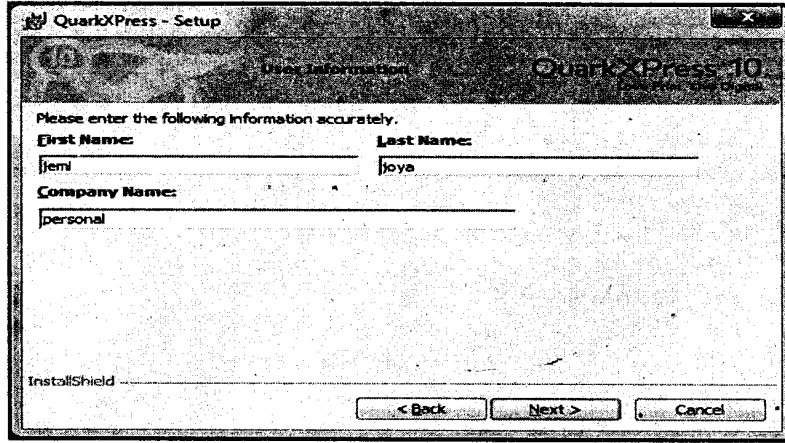 QuarkXPress - Setup
User Information
QuarkXPress 10
Please enter the following information accurately.
First Name:
Last Name:
jemi
joya
Company Name:
personal
InstallShield
< Back
Next >
Cancel